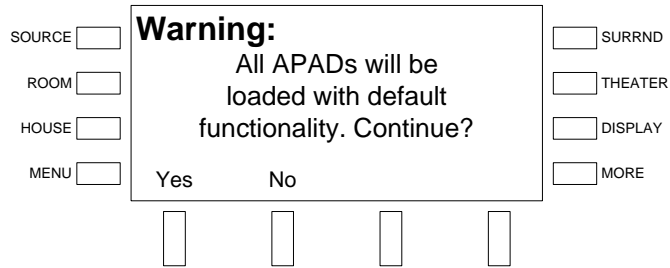 SOURCE
ROOM
HOUSE
MENU
Warning:
All APADs will be
loaded with default
functionality. Continue?
Yes No
SURRND
THEATER
DISPLAY
MORE